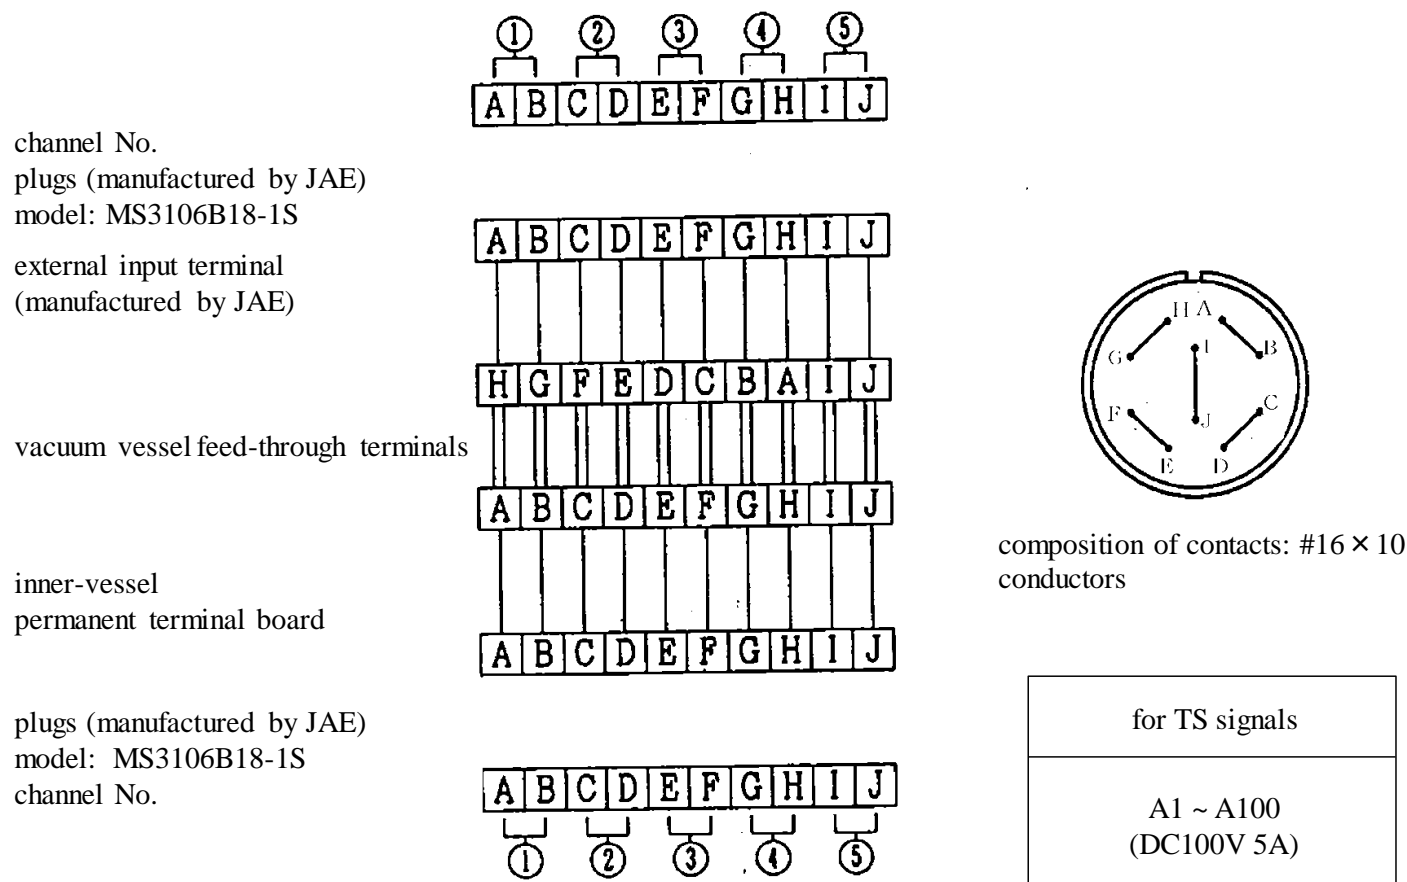 ① ② ③ ④ ⑤
A B C D E F G H I J
channel No.
plugs (manufactured by JAE)
model: MS3106B18-1S
A B C D E F G H I J
external input terminal
(manufactured by JAE)
H G F E D C B A I J
vacuum vessel feed-through terminals
A B C D E F G H I J
inner-vessel
permanent terminal board
A B C D E F G H I J
plugs (manufactured by JAE)
model: MS3106B18-1S
channel No.
A B C D E F G H I J
① ② ③ ④ ⑤
H A
G I B
F J C
E D
composition of contacts: #16 × 10
conductors
for TS signals
A1 ~ A100
(DC100V 5A)